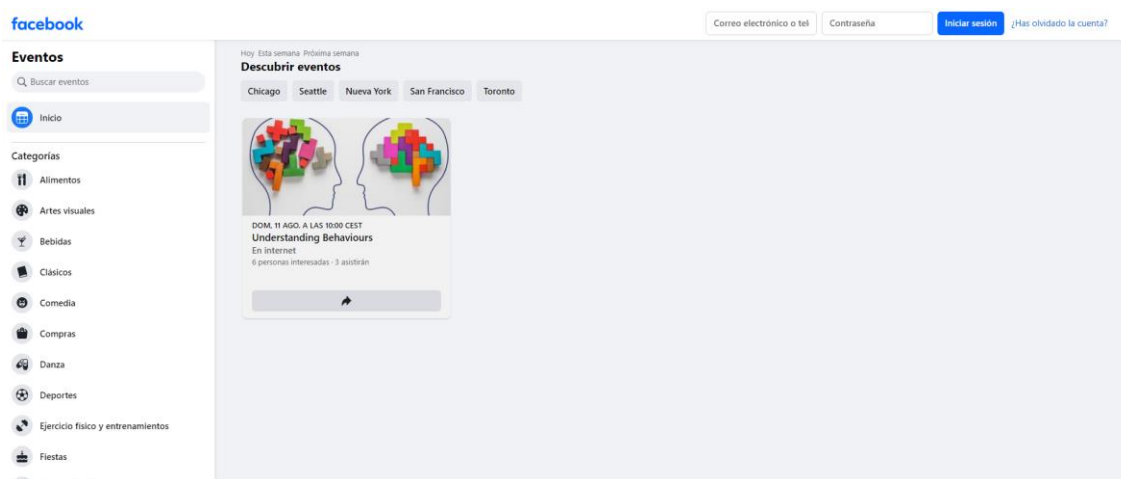 facebook
Correo electrónico o tel
Contraseña
Iniciar sesión
¿Has olvidado la cuenta?
Eventos
Buscar eventos
Inicio
Categorías
Alimentos
Artes visuales
Bebidas
Clásicos
Comedia
Compras
Danza
Deportes
Ejercicio físico y entrenamientos
Fiestas
Hoy Esta semana Próxima semana
Descubrir eventos
Chicago Seattle Nueva York San Francisco Toronto
DOM, 11 AGO. A LAS 10:00 CEST
Understanding Behaviours
En internet
6 personas interesadas · 3 asistirán